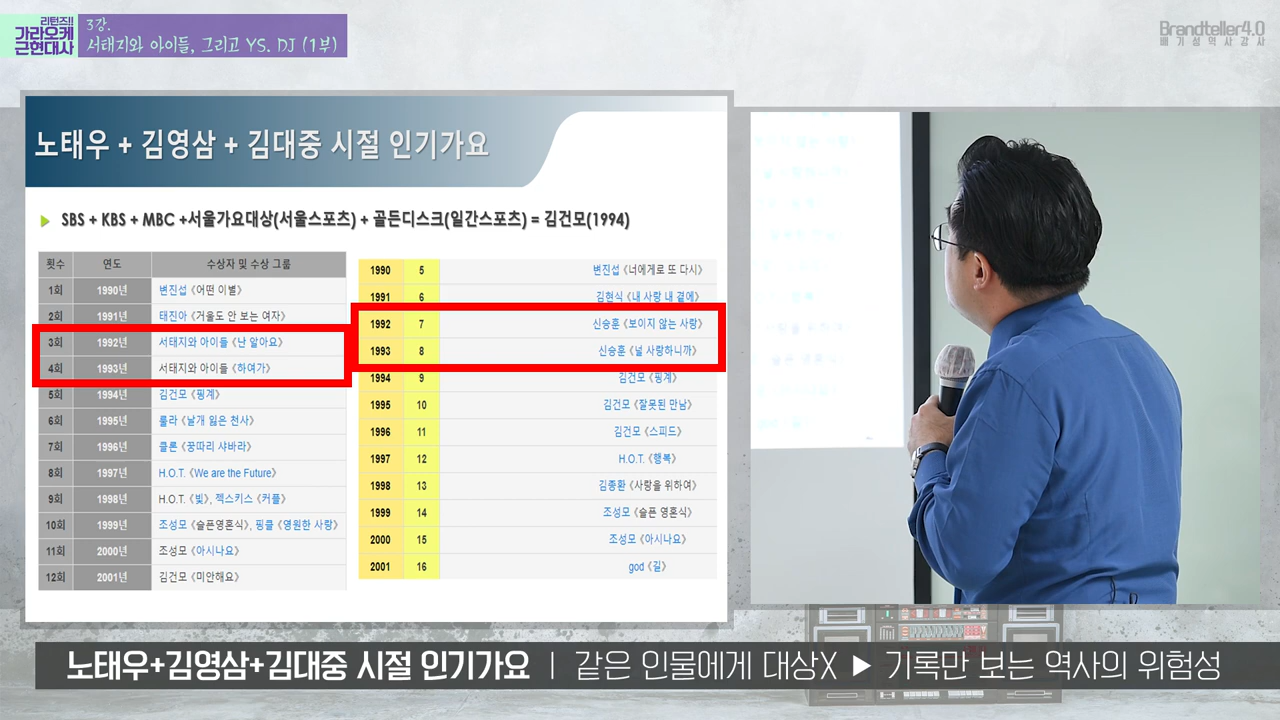 리턴즈!!
가라오케
근현대사
3강.
서태지와 아이들, 그리고 YS, DJ (1부)
Brandteller4.0
배기성역사강사
노태우 + 김영삼 + 김대중 시절 인기가요
SBS + KBS + MBC +서울가요대상(서울스포츠) + 골든디스크(일간스포츠) = 김건모(1994)
횟수 연도 수상자 및 수상 그룹
1회 1990년 변진섭 《어떤 이별》
2회 1991년 태진아 《거울도 안 보는 여자》
3회 1992년 서태지와 아이들 《난 알아요》
4회 1993년 서태지와 아이들 《하여가》
5회 1994년 김건모 《핑계》
6회 1995년 룰라 《날개 잃은 천사》
7회 1996년 클론 《꿍따리 샤바라》
8회 1997년 H.O.T. 《We are the Future》
9회 1998년 H.O.T. 《빛》, 젝스키스 《커플》
10회 1999년 조성모 《슬픈영혼식》, 핑클 《영원한 사랑》
11회 2000년 조성모 《아시나요》
12회 2001년 김건모 《미안해요》
1990 5 변진섭 《너에게로 또 다시》
1991 6 김현식 《내 사랑 내 곁에》
1992 7 신승훈 《보이지 않는 사랑》
1993 8 신승훈 《널 사랑하니까》
1994 9 김건모 《핑계》
1995 10 김건모 《잘못된 만남》
1996 11 김건모 《스피드》
1997 12 H.O.T. 《행복》
1998 13 김종환 《사랑을 위하여》
1999 14 조성모 《슬픈 영혼식》
2000 15 조성모 《아시나요》
2001 16 god 《길》
노태우+김영삼+김대중 시절 인기가요 | 같은 인물에게 대상X ▶ 기록만 보는 역사의 위험성